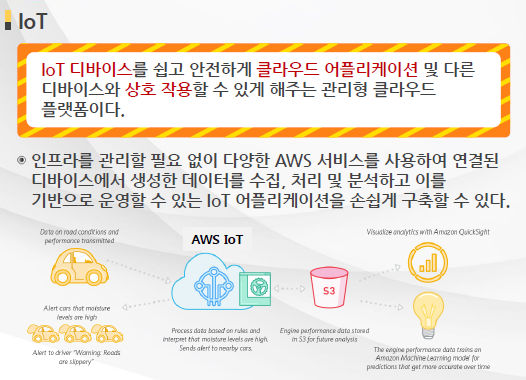 IoT
IoT 디바이스를 쉽고 안전하게 클라우드 어플리케이션 및 다른
디바이스와 상호 작용할 수 있게 해주는 관리형 클라우드
플랫폼이다.
인프라를 관리할 필요 없이 다양한 AWS 서비스를 사용하여 연결된
디바이스에서 생성한 데이터를 수집, 처리 및 분석하고 이를
기반으로 운영할 수 있는 IoT 어플리케이션을 손쉽게 구축할 수 있다.
Data on road conditions and
performance transmitted
AWS IoT
Visualize analytics with Amazon QuickSight
S3
Alert cars that moisture
levels are high
Alert to driver "Warning: Roads
are slippery"
Process data based on rules and
interpret that moisture levels are high.
Sends alert to nearby cars.
Engine performance data stored
in S3 for future analysis
The engine performance data trains an
Amazon Machine Learning model for
predictions that get more accurate over time